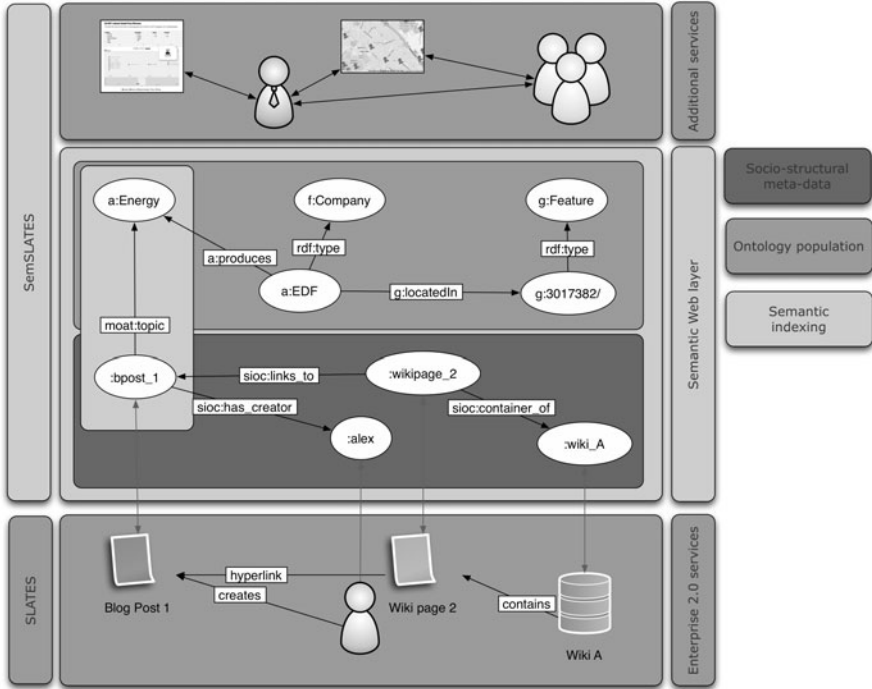 Additional services
SemSLATES
Semantic Web layer
a:Energy
f:Company
g:Feature
rdf:type
rdf:type
a:produces
a:EDF
g:locatedIn
g:3017382/
moat:topic
:bpost_1
sioc:links_to
:wikipage_2
sioc:has_creator
sioc:container_of
:alex
:wiki_A
Socio-structural
meta-data
Ontology population
Semantic
indexing
SLATES
Enterprise 2.0 services
hyperlink
creates
contains
Blog Post 1
Wiki page 2
Wiki A